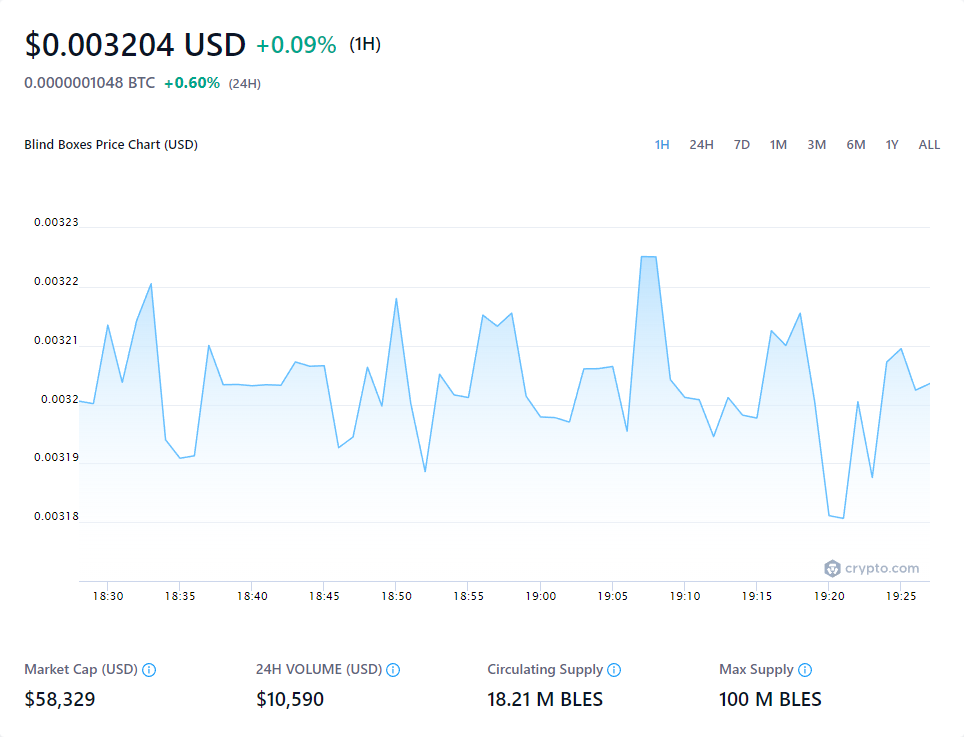 $0.003204 USD +0.09% (1H)
0.0000001048 BTC +0.60% (24H)
Blind Boxes Price Chart (USD) 1H 24H 7D 1M 3M 6M 1Y ALL
0.00323
0.00322
0.00321
0.0032
0.00319
0.00318
crypto.com
18:30 18:35 18:40 18:45 18:50 18:55 19:00 19:05 19:10 19:15 19:20 19:25
Market Cap (USD) 24H VOLUME (USD) Circulating Supply Max Supply
$58,329 $10,590 18.21 M BLES 100 M BLES